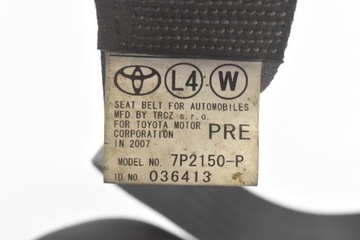 L4 W
SEAT BELT FOR AUTOMOBILES
MFD. BY TRCZ s.r.o.
FOR TOYOTA MOTOR
CORPORATION PRE
IN 2007
MODEL NO. 7P2150-P
ID. NO. 036413